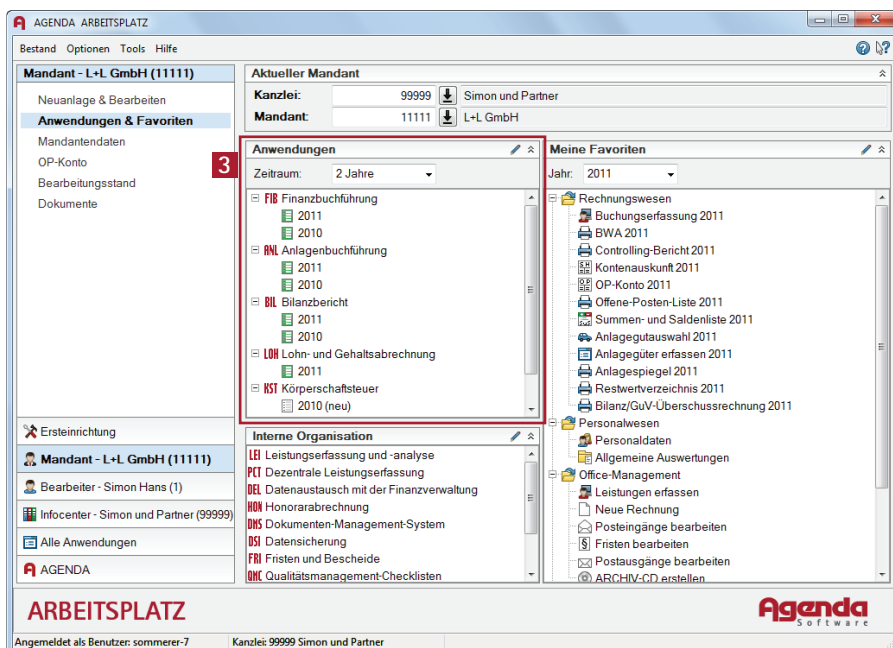 AGENDA ARBEITSPLATZ
Bestand Optionen Tools Hilfe
Mandant - L+L GmbH (11111)
Neuanlage & Bearbeiten
Anwendungen & Favoriten
Mandantendaten
OP-Konto
Bearbeitungsstand
Dokumente
Ersteinrichtung
Mandant - L+L GmbH (11111)
Bearbeiter - Simon Hans (1)
Infocenter - Simon und Partner (99999)
Alle Anwendungen
AGENDA
Aktueller Mandant
Kanzlei: 99999 Simon und Partner
Mandant: 11111 L+L GmbH
3
Anwendungen
Zeitraum: 2 Jahre
FIB Finanzbuchführung
2011
2010
ANL Anlagenbuchführung
2011
2010
BIL Bilanzbericht
2011
2010
LOH Lohn- und Gehaltsabrechnung
2011
KST Körperschaftsteuer
2010 (neu)
Interne Organisation
LEI Leistungserfassung und -analyse
PCT Dezentrale Leistungserfassung
DEL Datenaustausch mit der Finanzverwaltung
HON Honorarabrechnung
DMS Dokumenten-Management-System
DSI Datensicherung
FRI Fristen und Bescheide
QMC Qualitätsmanagement-Checklisten
Meine Favoriten
Jahr: 2011
Rechnungswesen
Buchungserfassung 2011
BWA 2011
Controlling-Bericht 2011
Kontenauskunft 2011
OP-Konto 2011
Offene-Posten-Liste 2011
Summen- und Saldenliste 2011
Anlagegutauswahl 2011
Anlagegüter erfassen 2011
Anlagespiegel 2011
Restwertverzeichnis 2011
Bilanz/GuV-Überschussrechnung 2011
Personalwesen
Personaldaten
Allgemeine Auswertungen
Office-Management
Leistungen erfassen
Neue Rechnung
Posteingänge bearbeiten
Fristen bearbeiten
Postausgänge bearbeiten
ARCHIV-CD erstellen
ARBEITSPLATZ
Agenda
Software
Angemeldet als Benutzer: sommerer-7 Kanzlei: 99999 Simon und Partner